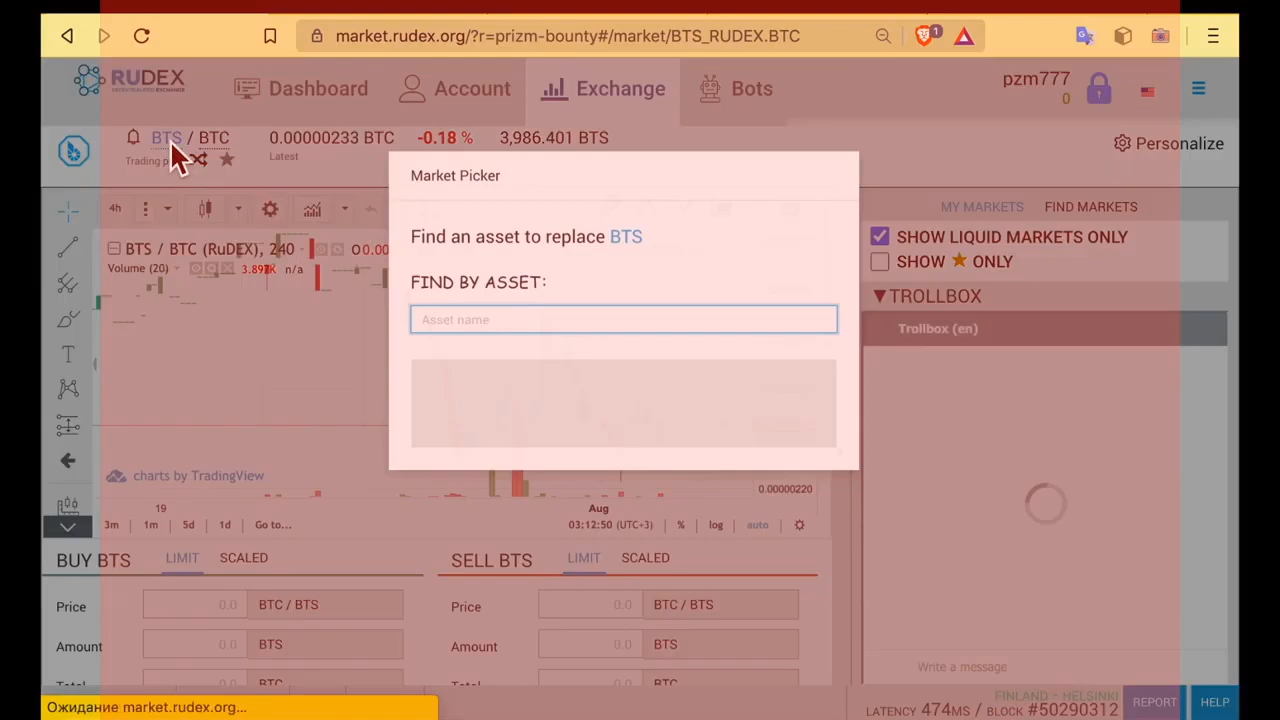 market.rudex.org/?r=prizm-bounty#/market/BTS_RUDEX.BTC
1
RUDEX
Dashboard
Account
Exchange
Bots
pzm777
0
BTS / BTC
0.00000233 BTC
-0.18 %
3,986.401 BTS
Latest
Personalize
Market Picker
Find an asset to replace BTS
FIND BY ASSET:
Asset name
4h
BTS / BTC (RuDEX), 240
Volume (20)
n/a
MY MARKETS
FIND MARKETS
SHOW LIQUID MARKETS ONLY
SHOW ONLY
TROLLBOX
Trollbox (en)
charts by TradingView
0.00000220
19
Aug
3m
1m
5d
1d
Go to...
03:12:50 (UTC+3)
%
log
auto
BUY BTS
LIMIT
SCALED
SELL BTS
LIMIT
SCALED
Price
0.0
BTC / BTS
Price
0.0
BTC / BTS
Amount
0.0
BTS
Amount
0.0
BTS
Write a message
FINLAND - HELSINKI
LATENCY 474MS / BLOCK #50290312
REPORT
HELP
Ожидание market.rudex.org...